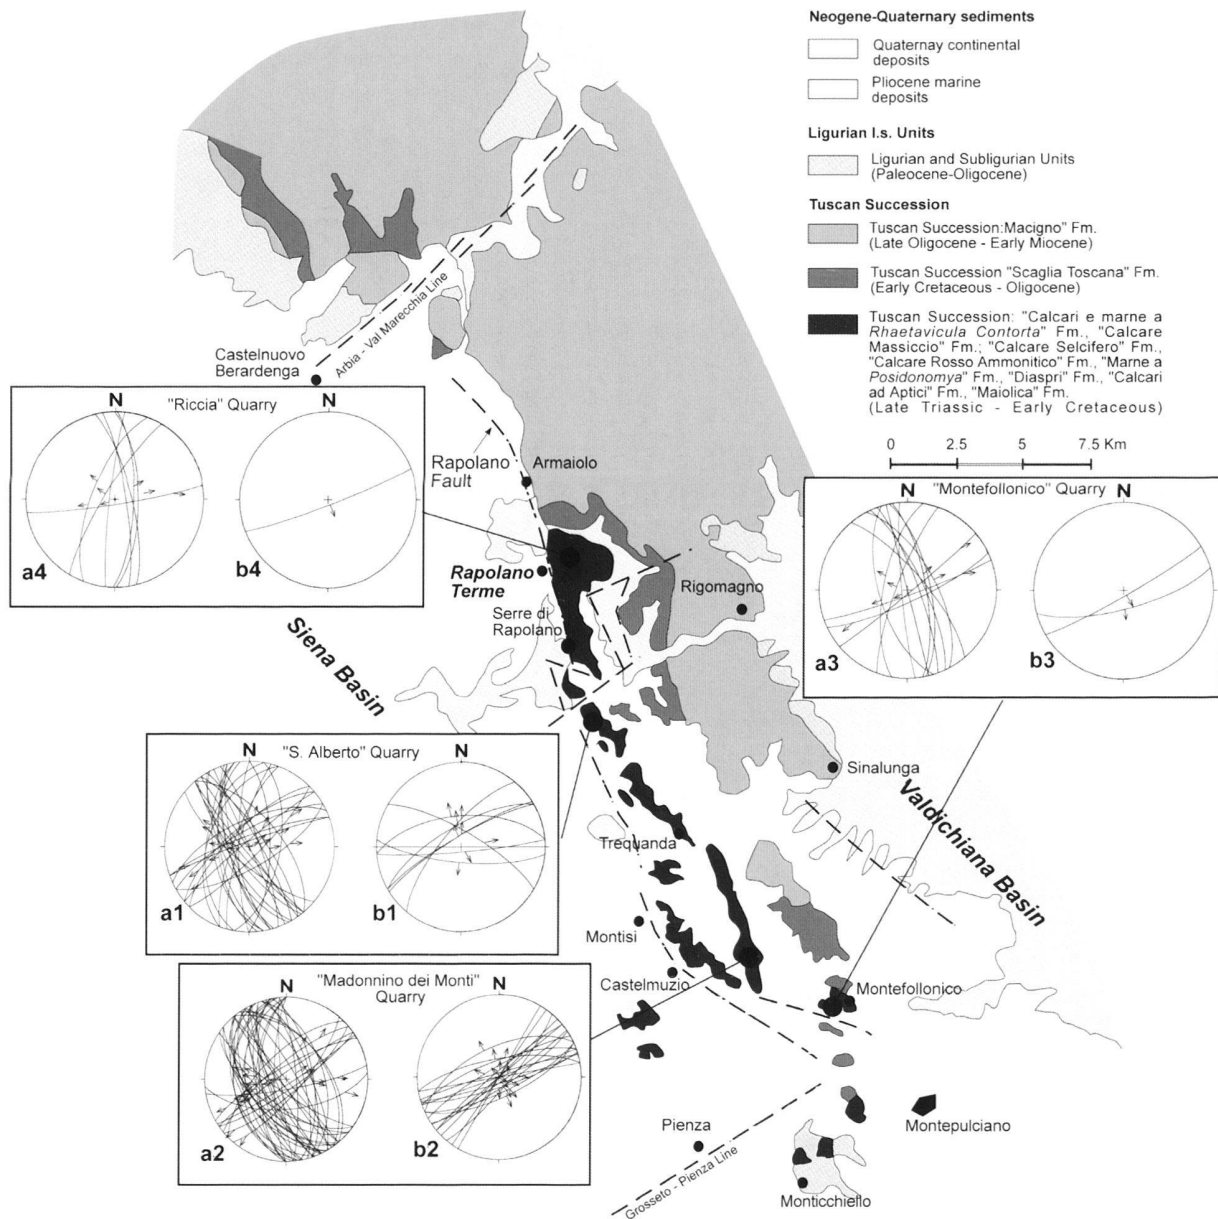 Neogene-Quaternary sediments
Quaternay continental
deposits
Pliocene marine
deposits
Ligurian l.s. Units
Ligurian and Subligurian Units
(Paleocene-Oligocene)
Tuscan Succession
Tuscan Succession:Macigno" Fm.
(Late Oligocene - Early Miocene)
Tuscan Succession "Scaglia Toscana" Fm.
(Early Cretaceous - Oligocene)
Tuscan Succession: "Calcari e marne a
Rhaetavicula Contorta" Fm., "Calcare
Massiccio" Fm.; "Calcare Selcifero" Fm.,
"Calcare Rosso Ammonitico" Fm., "Marne a
Posidonomya" Fm., "Diaspri" Fm., "Calcari
ad Aptici" Fm., "Maiolica" Fm.
(Late Triassic - Early Cretaceous)
0 2.5 5 7.5 Km
Arbia - Val Marecchia Line
Castelnuovo
Berardenga
"Riccia" Quarry
N
N
a4
b4
Rapolano
Fault
Armaiolo
"Montefollonico" Quarry
N
N
a3
b3
Rapolano
Terme
Rigomagno
Serre di
Rapolano
Siena Basin
"S. Alberto" Quarry
N
N
a1
b1
Sinalunga
Valdichiana Basin
Trequanda
Montisi
Castelmuzio
Montefollonico
"Madonnino dei Monti"
Quarry
N
N
a2
b2
Pienza
Montepulciano
Grosseto - Pienza Line
Monticchiello